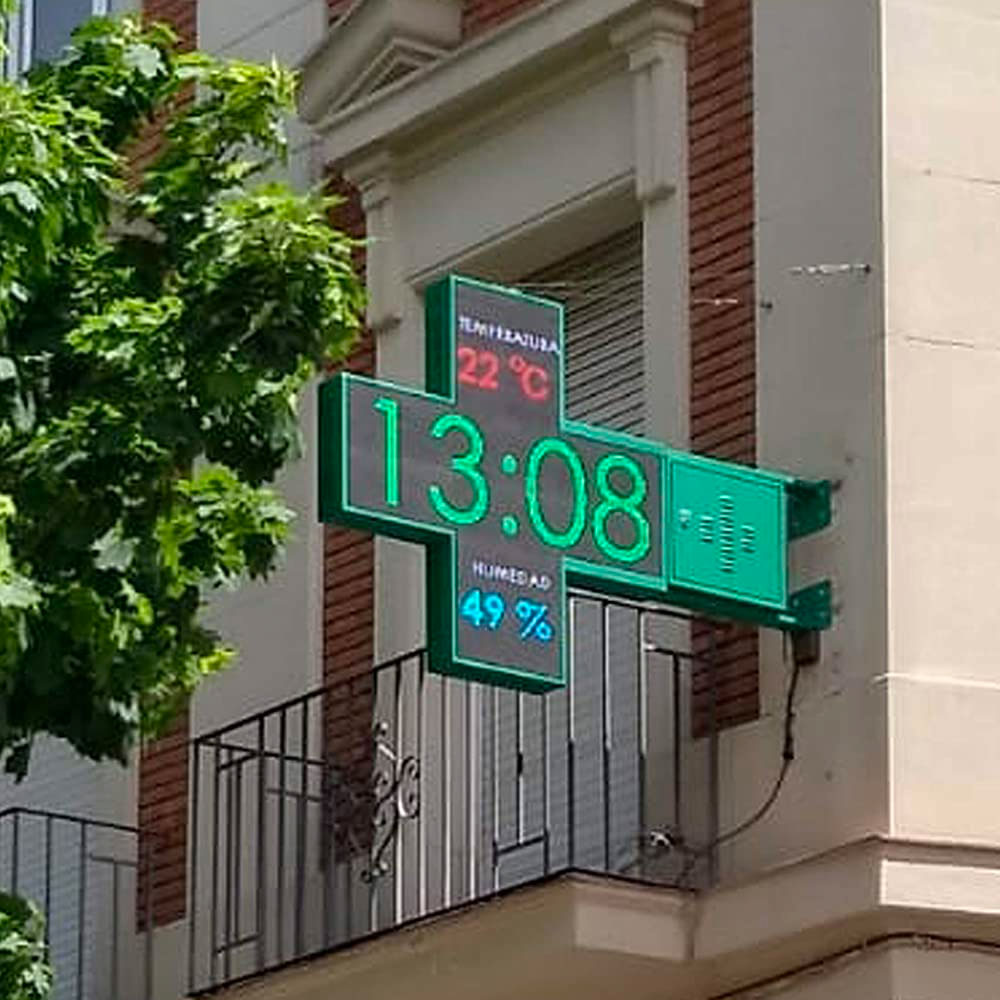 TEMPERATURA
22 °C
13:08
HUMEDAD
49 %